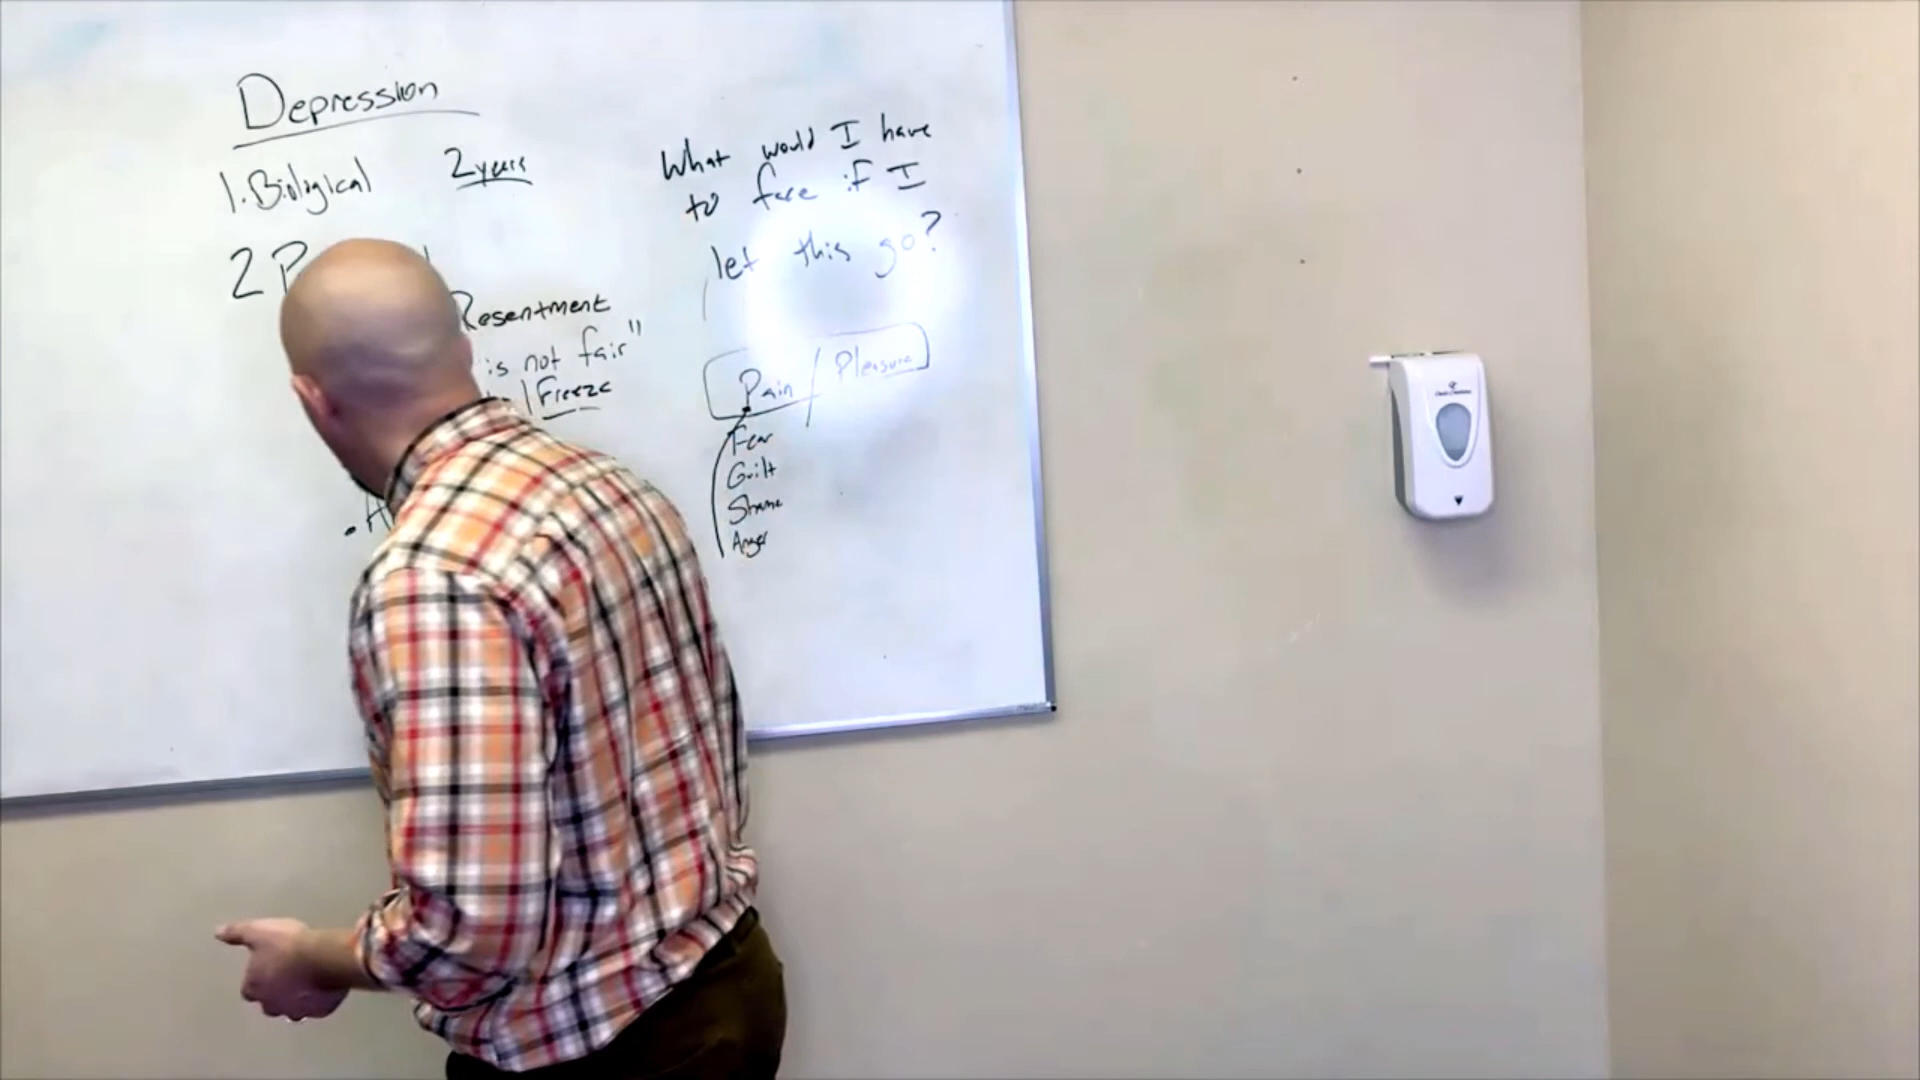 Depression
1. Biological 2 years
2
Resentment
is not fair"
Freeze
What would I have
to face if I
let this go?
Pain / Pleasure
Fear
Guilt
Shame
Anger